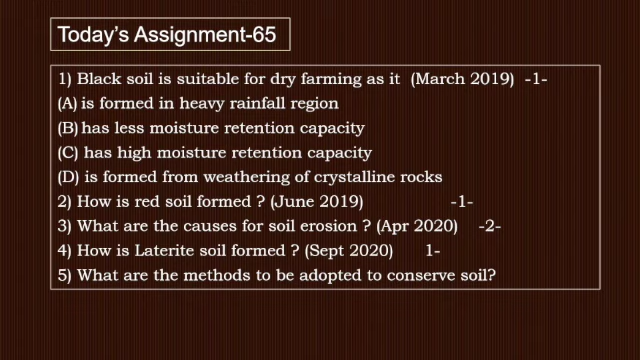 Today's Assignment-65
1) Black soil is suitable for dry farming as it (March 2019) -1-
(A) is formed in heavy rainfall region
(B) has less moisture retention capacity
(C) has high moisture retention capacity
(D) is formed from weathering of crystalline rocks
2) How is red soil formed ? (June 2019) -1-
3) What are the causes for soil erosion ? (Apr 2020) -2-
4) How is Laterite soil formed ? (Sept 2020) 1-
5) What are the methods to be adopted to conserve soil?